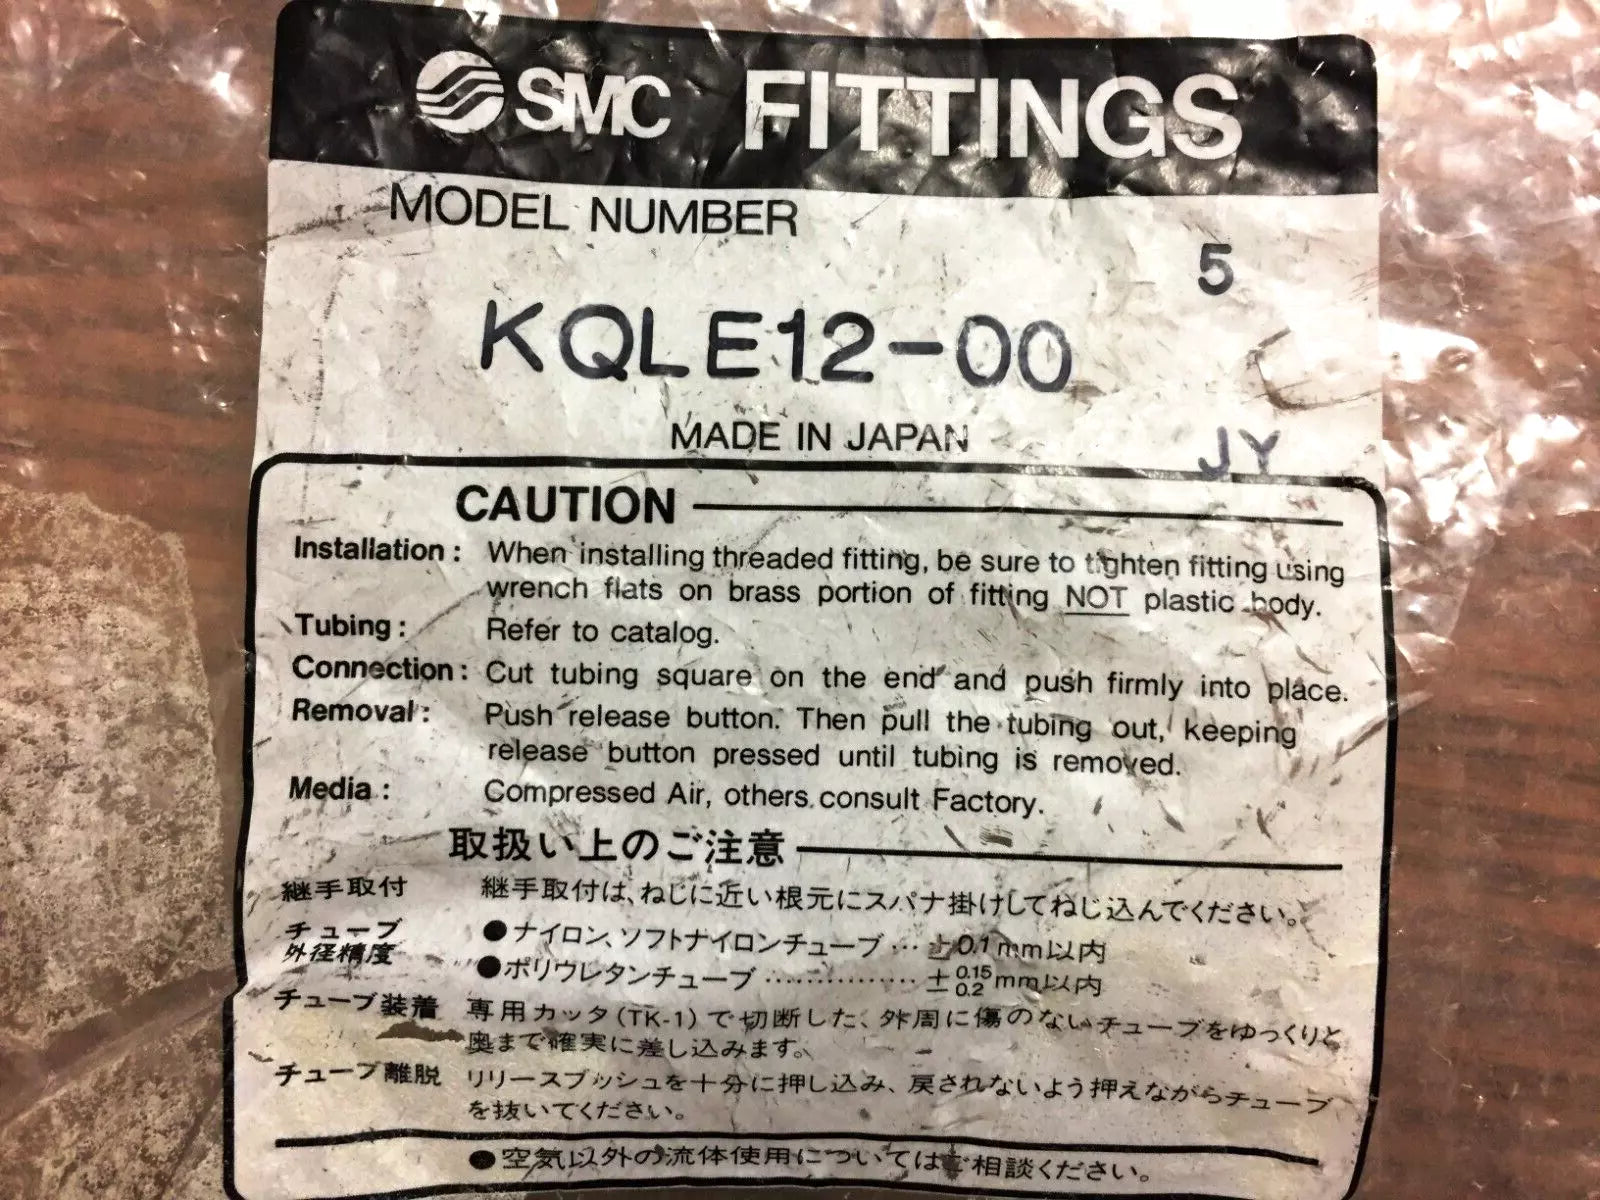 SMC FITTINGS
MODEL NUMBER
5
KQLE12-00
MADE IN JAPAN
JY
CAUTION
Installation : When installing threaded fitting, be sure to tighten fitting using
wrench flats on brass portion of fitting NOT plastic body.
Tubing : Refer to catalog.
Connection : Cut tubing square on the end and push firmly into place.
Removal : Push release button. Then pull the tubing out, keeping
release button pressed until tubing is removed.
Media : Compressed Air, others consult Factory.
取扱い上のご注意
継手取付 継手取付は、ねじに近い根元にスパナ掛けしてねじ込んでください。
チューブ ●ナイロン、ソフトナイロンチューブ… ±0.1mm以内
外径精度 ●ポリウレタンチューブ…………… ± 0.15 0.2 mm以内
チューブ装着 専用カッタ(TK-1)で切断した、外周に傷のないチューブをゆっくりと
奥まで確実に差し込みます。
チューブ離脱 リリースブッシュを十分に押し込み、戻されないよう押えながらチューブ
を抜いてください。
●空気以外の流体使用についてはご相談ください。